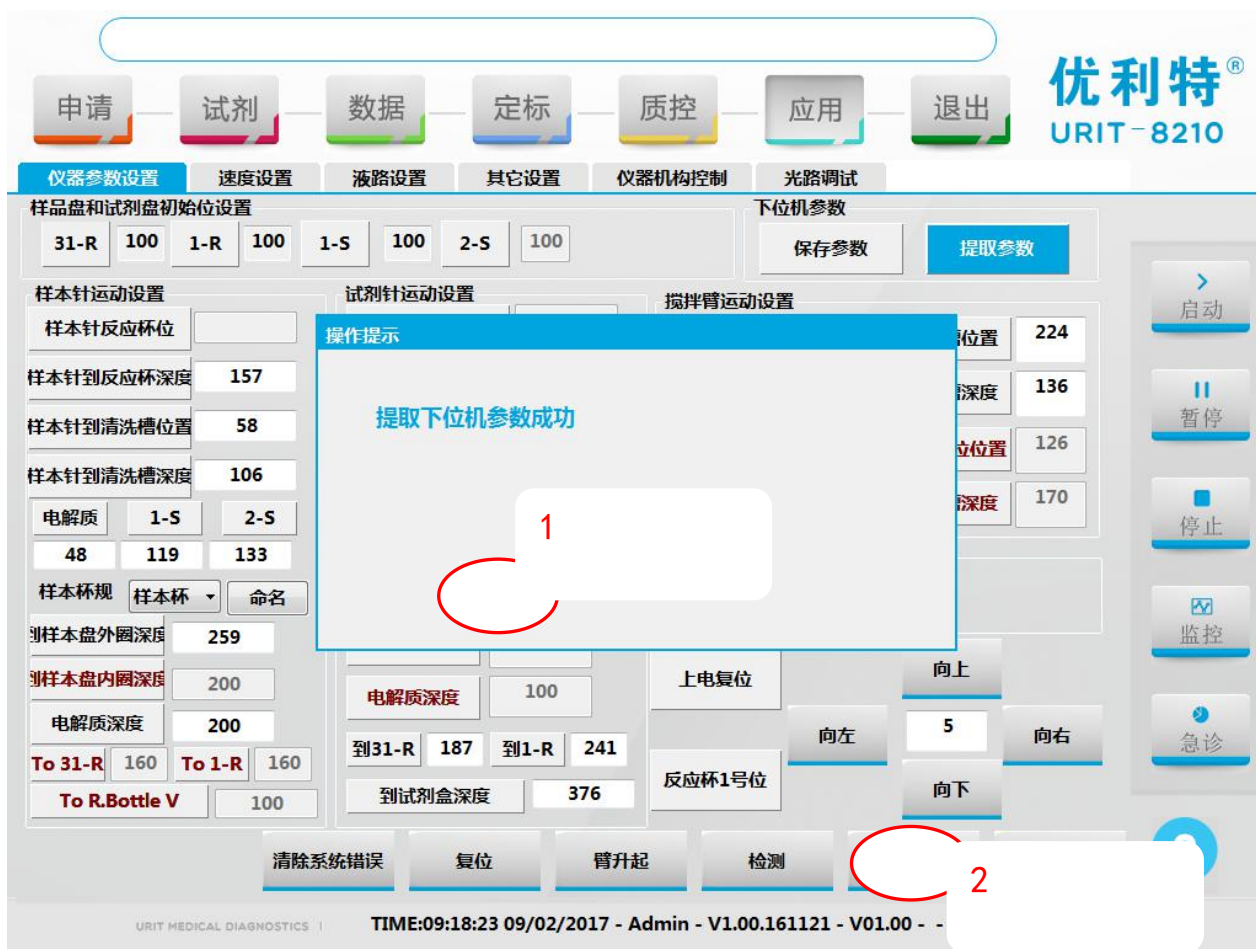 优利特®
URIT-8210
申请 试剂 数据 定标 质控 应用 退出
仪器参数设置 速度设置 液路设置 其它设置 仪器机构控制 光路调试
样品盘和试剂盘初始位设置 下位机参数
31-R 100 1-R 100 1-S 100 2-S 100 保存参数 提取参数
样本针运动设置 试剂针运动设置 搅拌臂运动设置
样本针反应杯位
操作提示
提取下位机参数成功
位置 224
样本针到反应杯深度 157
深度 136
样本针到清洗槽位置 58
位置 126
样本针到清洗槽深度 106
深度 170
电解质 1-S 2-S
48 119 133
1
样本杯规 样本杯 命名
到样本盘外圈深度 259
到样本盘内圈深度 200
电解质深度 100
电解质深度 200
到31-R 187 到1-R 241
To 31-R 160 To 1-R 160
到试剂盒深度 376
To R.Bottle V 100
上电复位
反应杯1号位
向上
向左 5 向右
向下
启动
暂停
停止
监控
急诊
清除系统错误 复位 臂升起 检测
2
URIT MEDICAL DIAGNOSTICS
TIME:09:18:23 09/02/2017 - Admin - V1.00.161121 - V01.00 - -